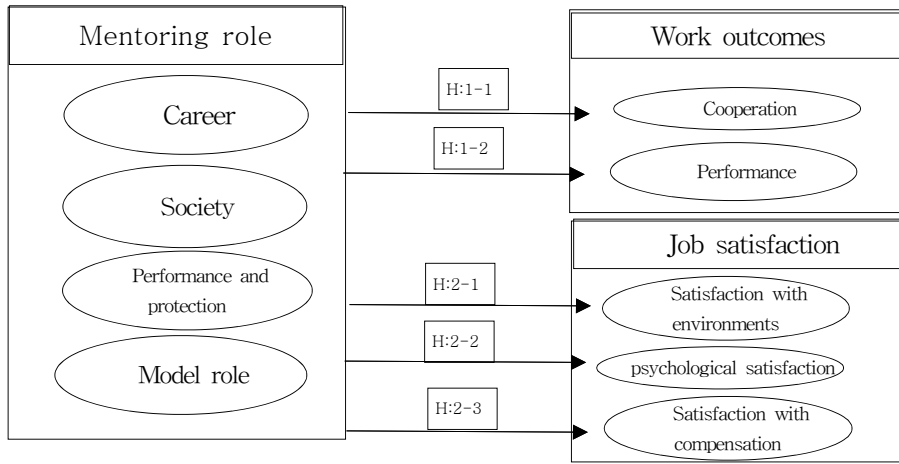 Mentoring role
Career
Society
Performance and
protection
Model role
H:1-1
H:1-2
H:2-1
H:2-2
H:2-3
Work outcomes
Cooperation
Performance
Job satisfaction
Satisfaction with
environments
psychological satisfaction
Satisfaction with
compensation